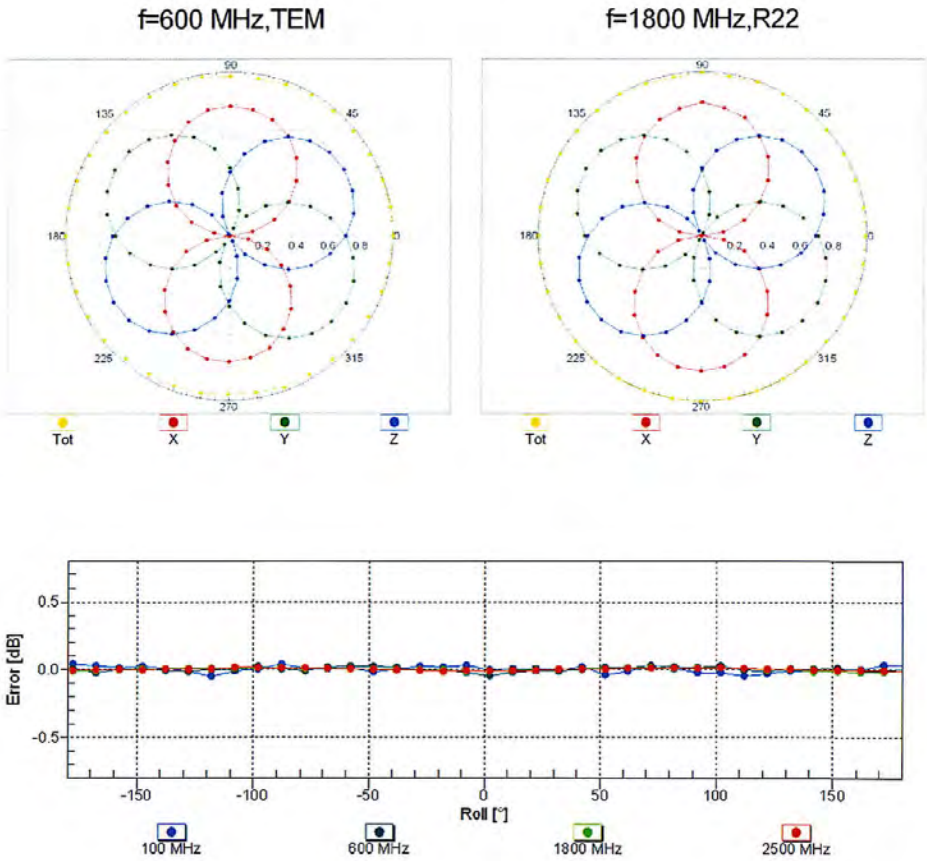 f=600 MHz,TEM
f=1800 MHz,R22
90
135
45
180
0.2 0.4 0.6 0.8
0
225
315
270
Tot X Y Z
90
135
45
180
0.2 0.4 0.6 0.8
0
225
315
270
Tot X Y Z
Error [dB]
0.5
0.0
-0.5
-150 -100 -50 0 50 100 150
Roll [°]
100 MHz 600 MHz 1800 MHz 2500 MHz